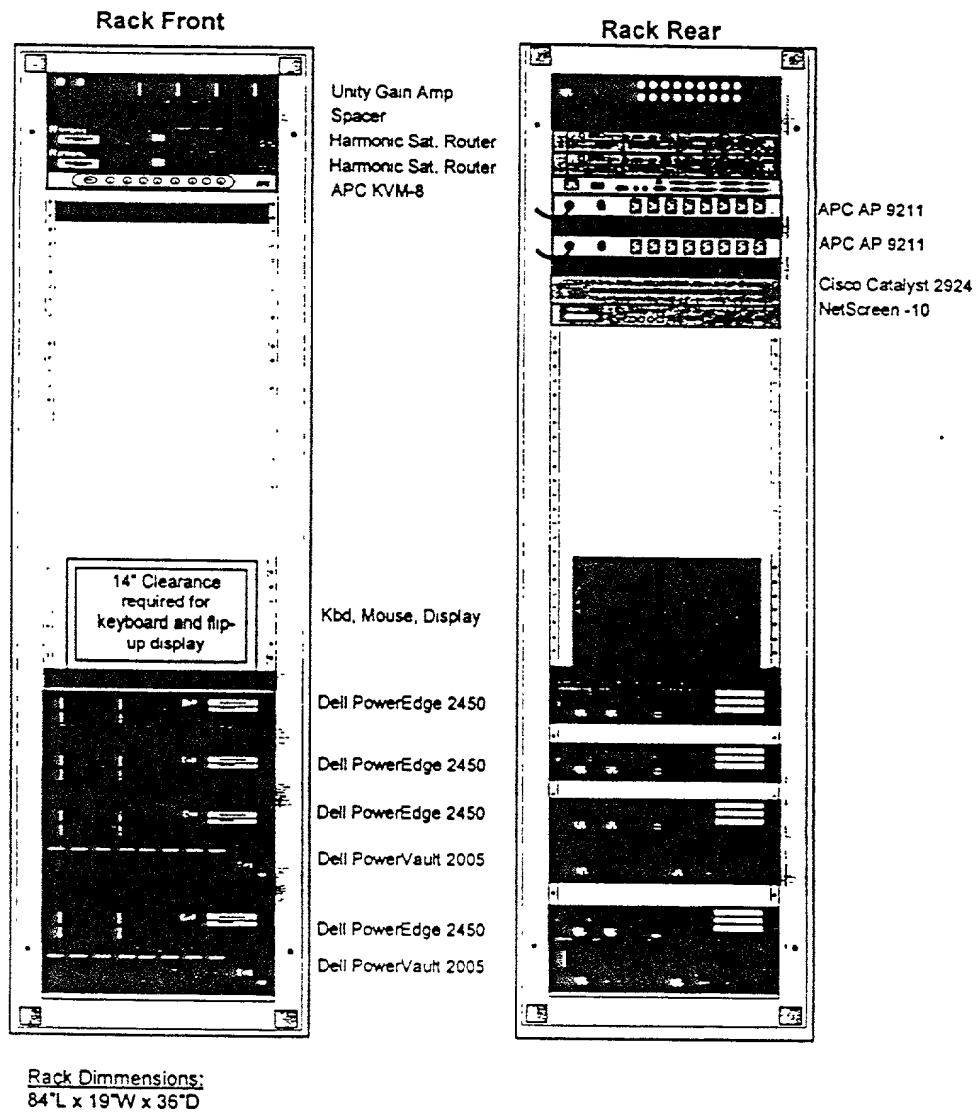 Rack Front
Rack Rear
Unity Gain Amp
Spacer
Harmonic Sat. Router
Harmonic Sat. Router
APC KVM-8
APC AP 9211
APC AP 9211
Cisco Catalyst 2924
NetScreen -10
14" Clearance
required for
keyboard and flip-
up display
Kbd, Mouse, Display
Dell PowerEdge 2450
Dell PowerEdge 2450
Dell PowerEdge 2450
Dell PowerVault 2005
Dell PowerEdge 2450
Dell PowerVault 2005
Rack Dimmensions:
84"L x 19"W x 36"D